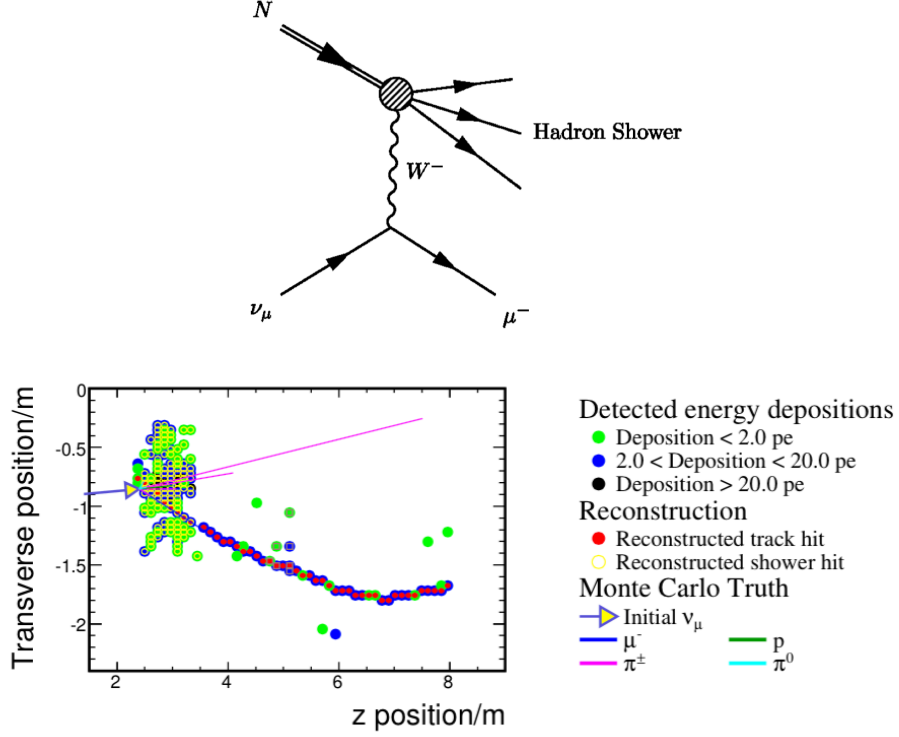 N
Hadron Shower
W⁻
ν_μ
μ⁻
0
-0.5
-1
-1.5
-2
2 4 6 8
Transverse position/m
z position/m
Detected energy depositions
Deposition < 2.0 pe
2.0 < Deposition < 20.0 pe
Deposition > 20.0 pe
Reconstruction
Reconstructed track hit
Reconstructed shower hit
Monte Carlo Truth
Initial ν_μ
μ⁻ p
π± π⁰